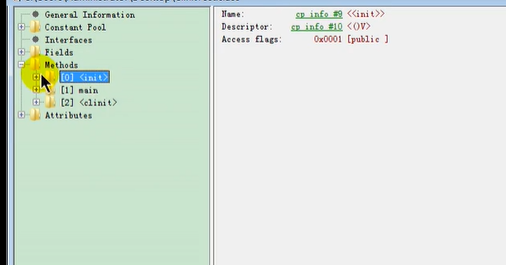 General Information
Constant Pool
Interfaces
Fields
Methods
[0] <init>
[1] main
[2] <clinit>
Attributes
Name: cp info #9 <<init>>
Descriptor: cp info #10 <()V>
Access flags: 0x0001 [public ]